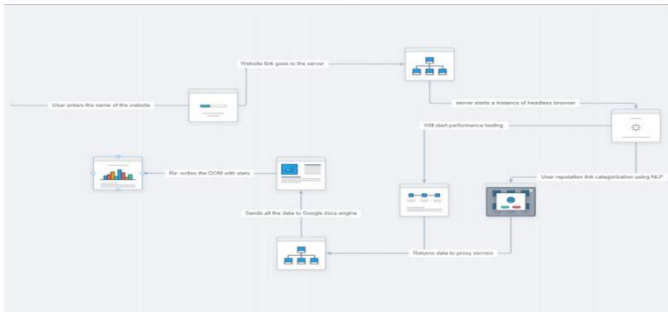 Website link goes to the server
User enters the name of the website
server starts a instance of headless browser
Will start performance testing
Re -writes the DOM with stats
User reputation link categorization using NLP
Sends all the data to Google docs engine
Returns data to proxy servers